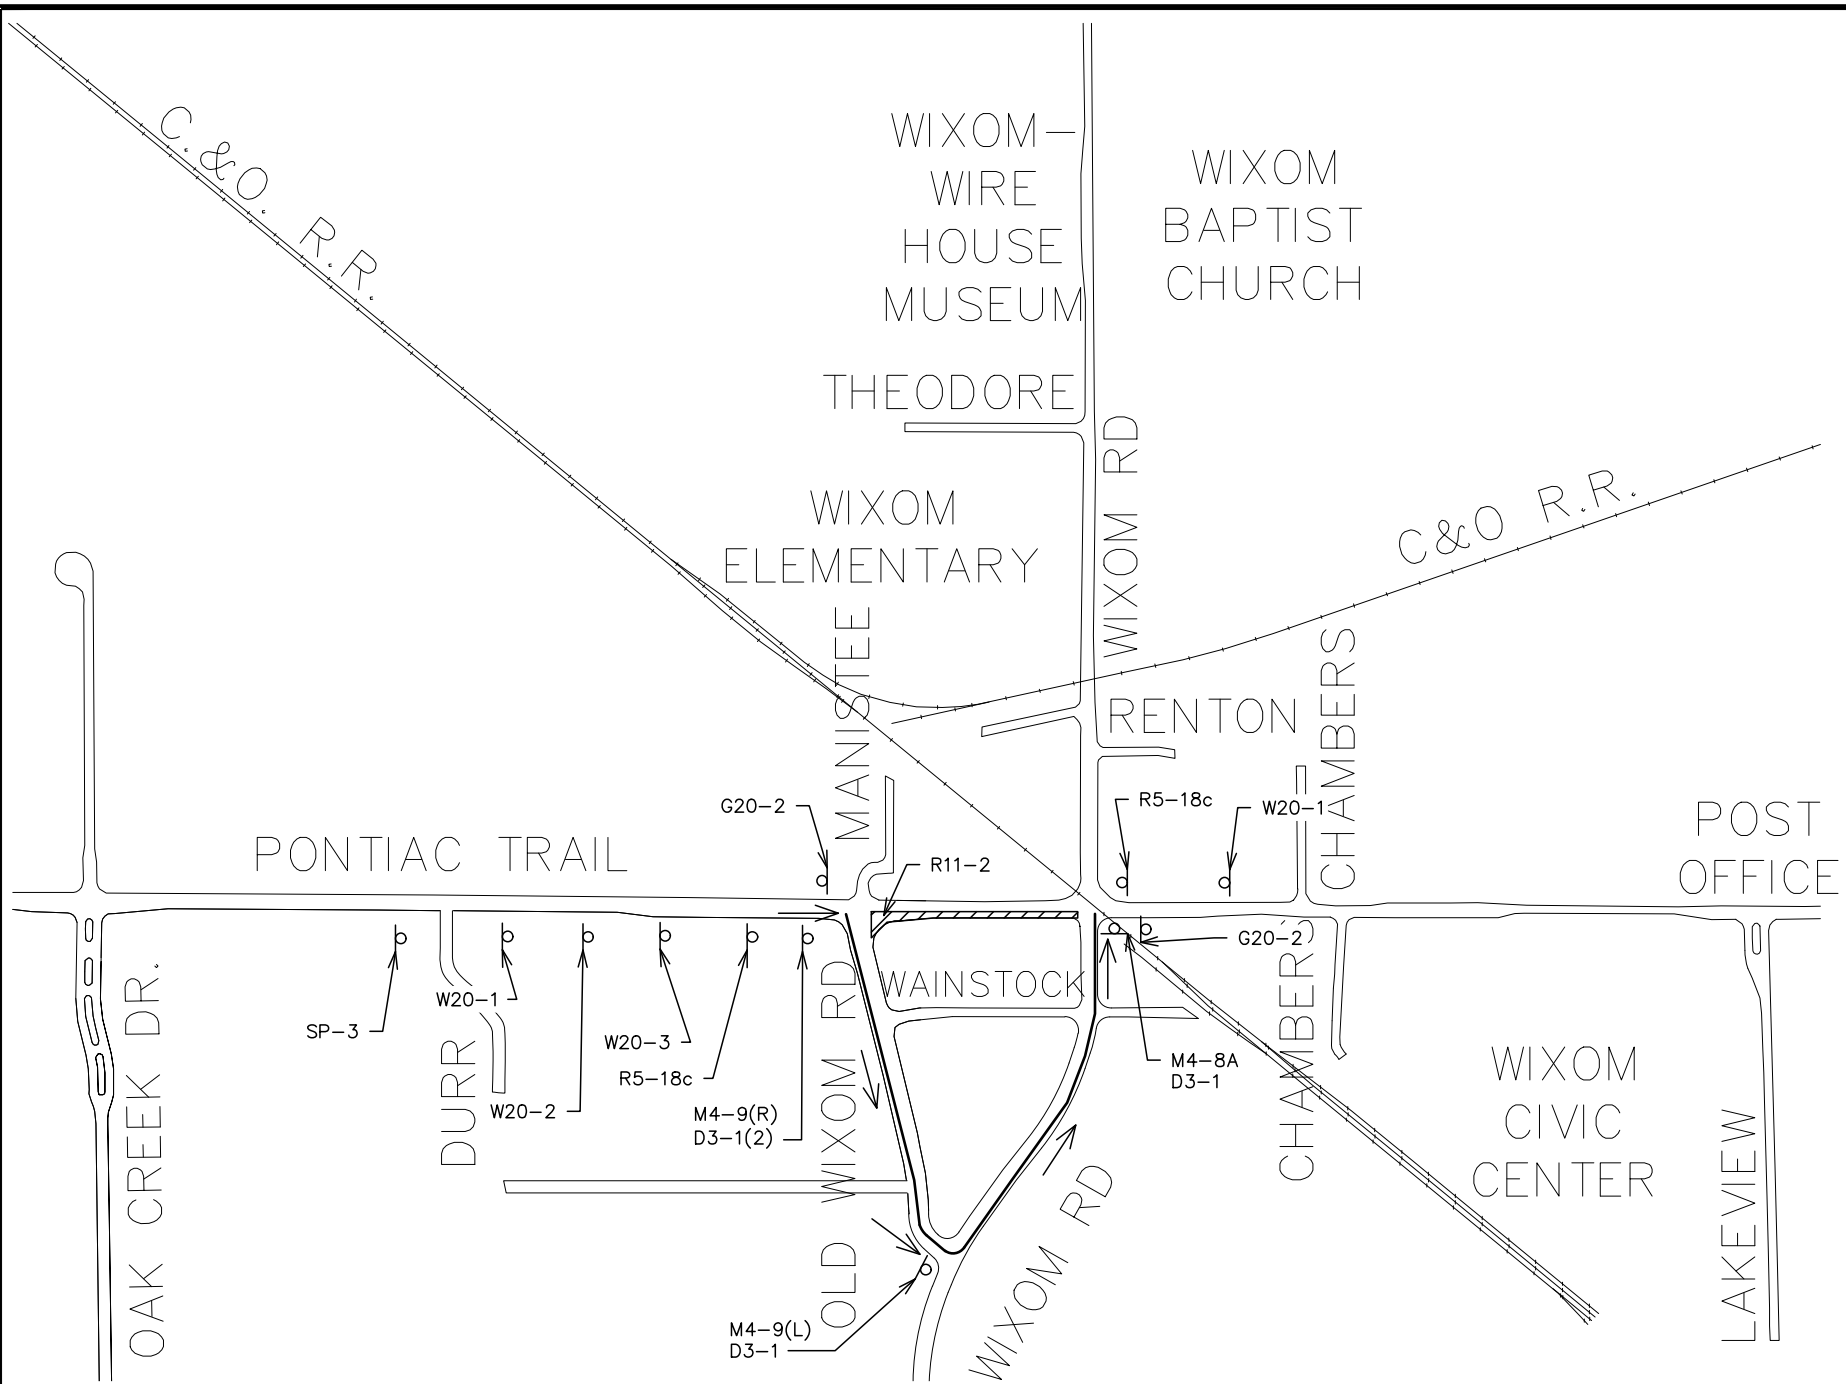 C.&O. R.R.
WIXOM-
WIRE
HOUSE
MUSEUM
WIXOM
BAPTIST
CHURCH
THEODORE
WIXOM RD
WIXOM
ELEMENTARY
C&O R.R.
MANISTEE
RENTON
CHAMBERS
G20-2
R5-18c
W20-1
POST
OFFICE
PONTIAC TRAIL
R11-2
G20-2
WAINSTOCK
W20-1
SP-3
W20-3
R5-18c
W20-2
M4-9(R)
D3-1(2)
M4-8A
D3-1
OAK CREEK DR.
DURR
OLD WIXOM RD
CHAMBERS
WIXOM
CIVIC
CENTER
LAKEVIEW
WIXOM RD
M4-9(L)
D3-1